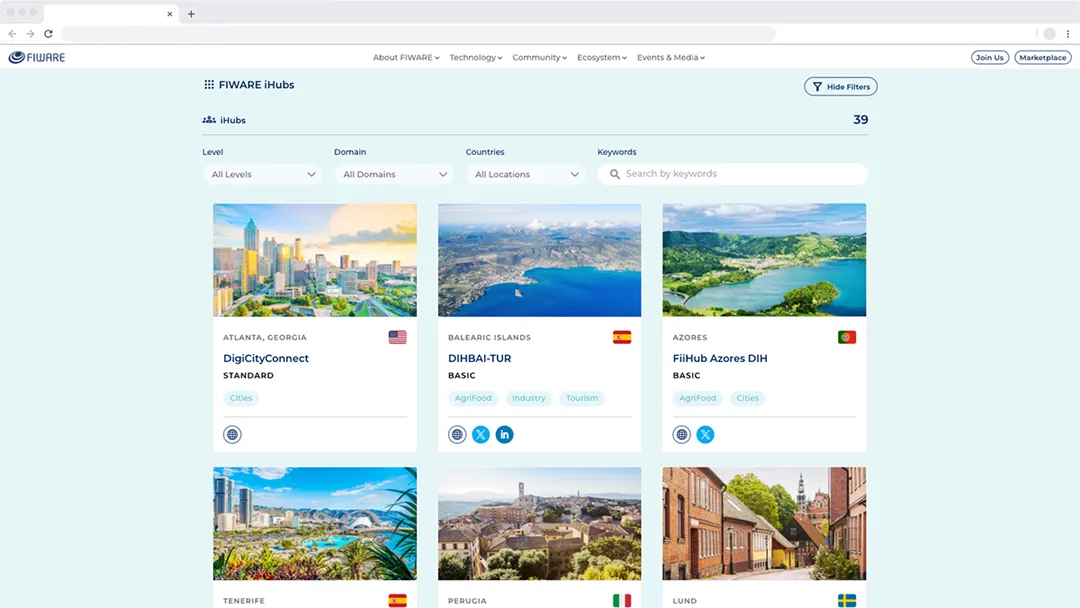 FIWARE
About FIWARE Technology Community Ecosystem Events & Media
Join Us Marketplace
FIWARE iHubs
Hide Filters
iHubs 39
Level Domain Countries Keywords
All Levels All Domains All Locations Search by keywords
ATLANTA, GEORGIA
DigiCityConnect
STANDARD
Cities
BALEARIC ISLANDS
DIHBAI-TUR
BASIC
AgriFood Industry Tourism
AZORES
FiiHub Azores DIH
BASIC
AgriFood Cities
TENERIFE
PERUGIA
LUND